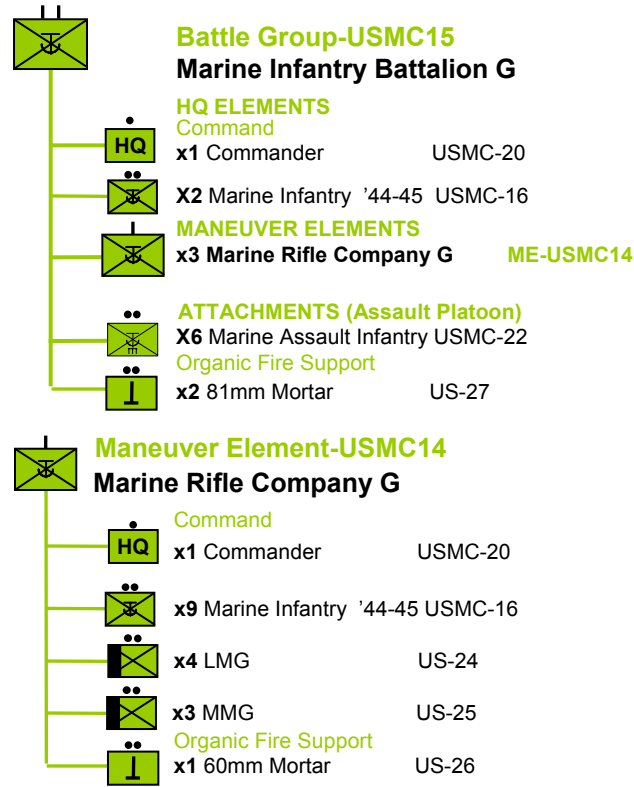 Battle Group-USMC15
Marine Infantry Battalion G
HQ ELEMENTS
Command
HQ x1 Commander USMC-20
X2 Marine Infantry ’44-45 USMC-16
MANEUVER ELEMENTS
x3 Marine Rifle Company G ME-USMC14
ATTACHMENTS (Assault Platoon)
X6 Marine Assault Infantry USMC-22
Organic Fire Support
x2 81mm Mortar US-27
Maneuver Element-USMC14
Marine Rifle Company G
Command
HQ x1 Commander USMC-20
x9 Marine Infantry ’44-45 USMC-16
x4 LMG US-24
x3 MMG US-25
Organic Fire Support
x1 60mm Mortar US-26